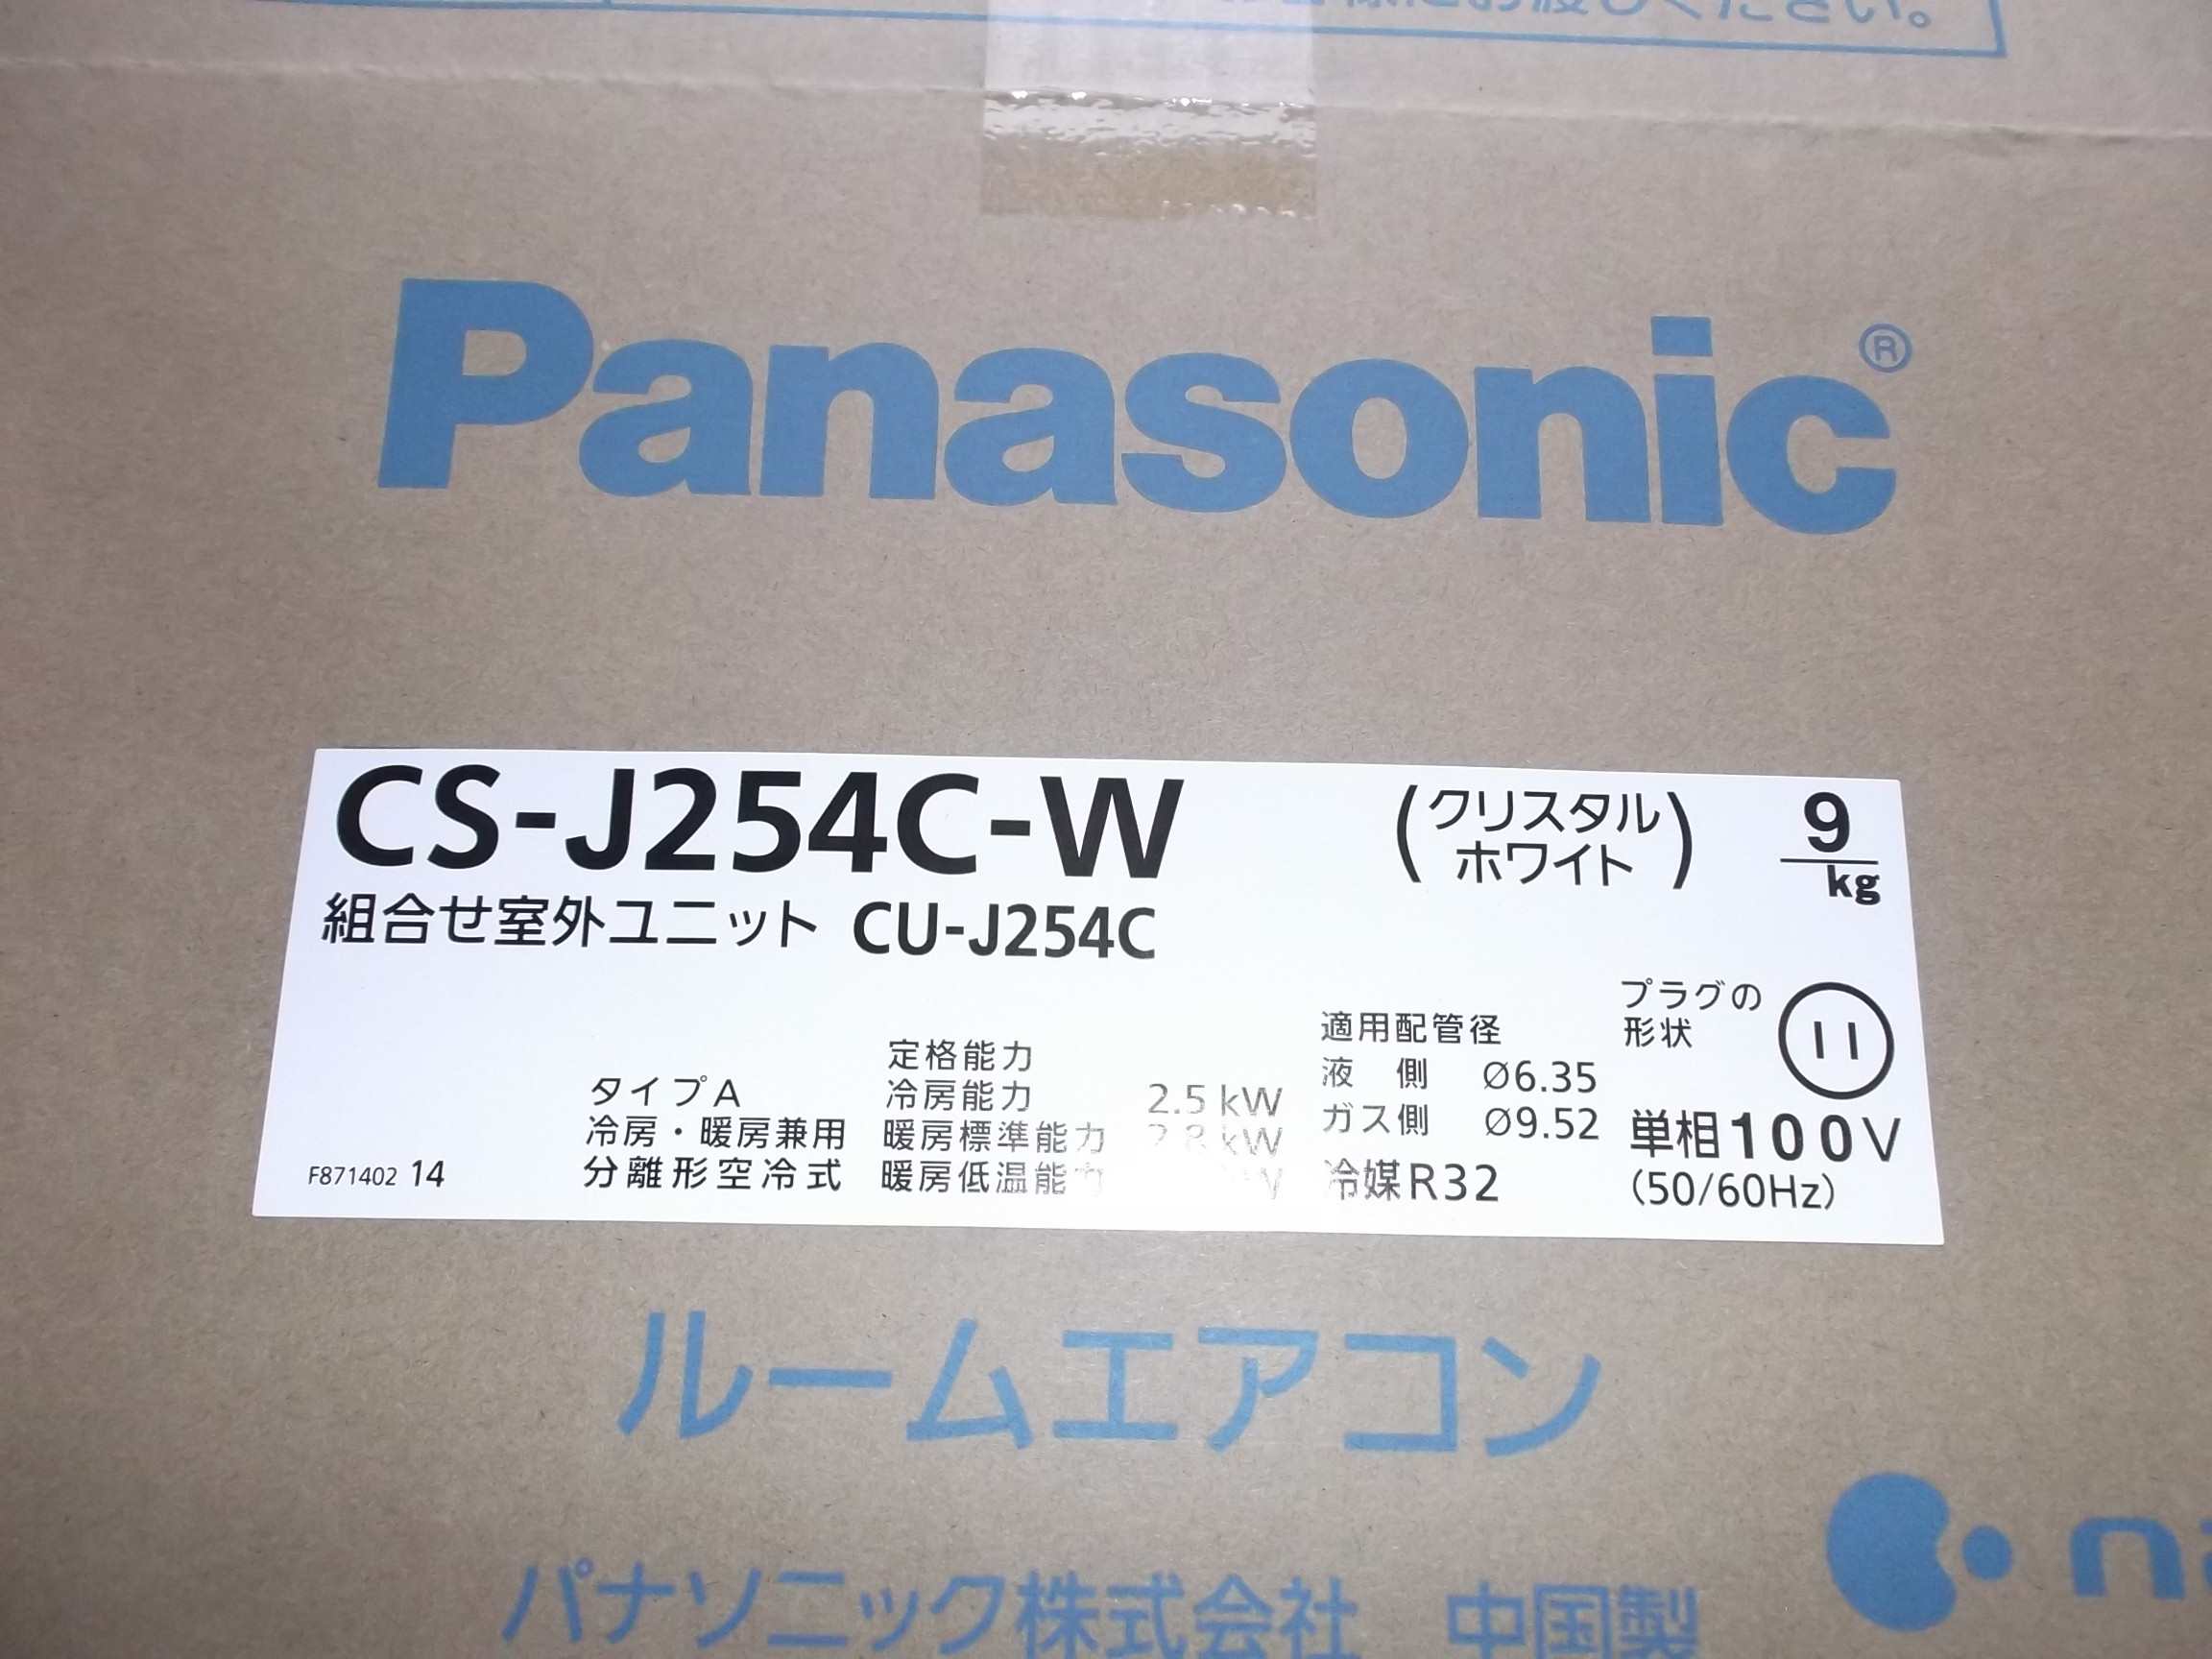 Panasonic®
CS-J254C-W
(クリスタル
ホワイト)
9
kg
組合せ室外ユニット CU-J254C
タイプA
冷房・暖房兼用
分離形空冷式
定格能力
冷房能力 2.5 kW
暖房標準能力 2.8 kW
暖房低温能力
適用配管径
液 側 Ø6.35
ガス側 Ø9.52
冷媒R32
プラグの
形状
単相100V
(50/60Hz)
F871402 14
ルームエアコン
パナソニック株式会社 中国製